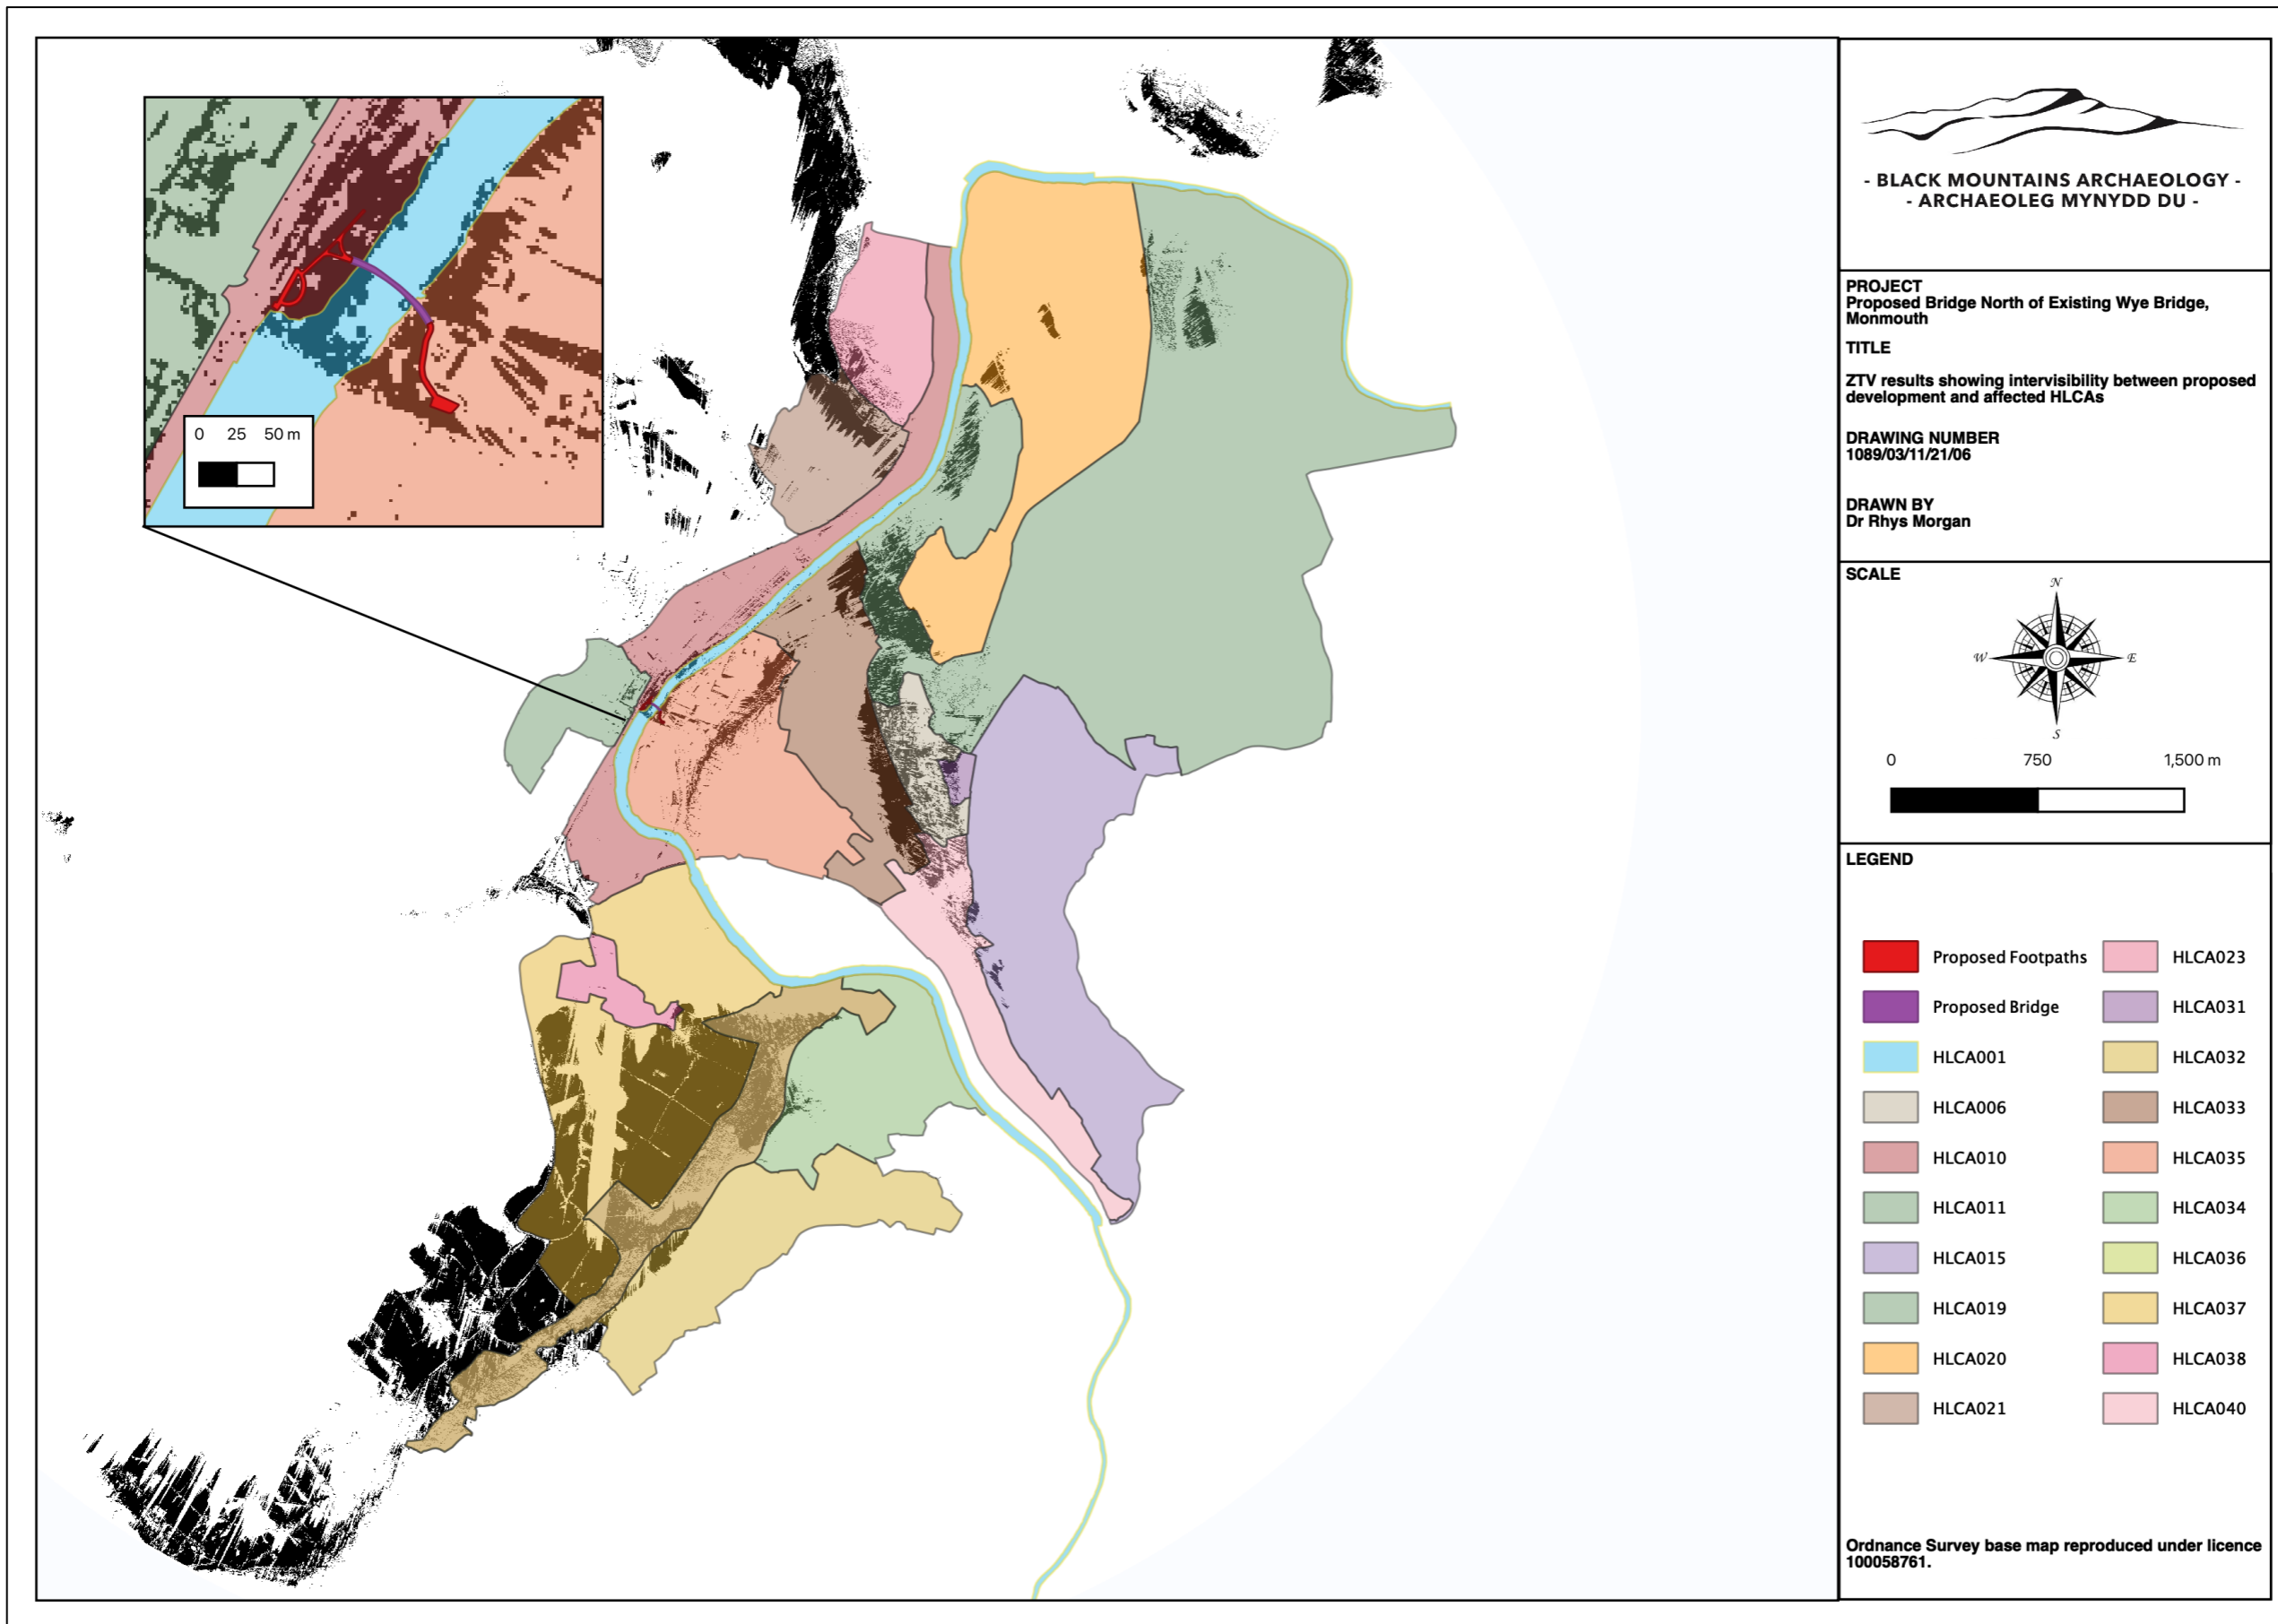 0 25 50 m
- BLACK MOUNTAINS ARCHAEOLOGY -
- ARCHAEOLEG MYNYDD DU -
PROJECT
Proposed Bridge North of Existing Wye Bridge,
Monmouth
TITLE
ZTV results showing intervisibility between proposed
development and affected HLCAs
DRAWING NUMBER
1089/03/11/21/06
DRAWN BY
Dr Rhys Morgan
SCALE
N
W E
S
0 750 1,500 m
LEGEND
Proposed Footpaths
Proposed Bridge
HLCA001
HLCA006
HLCA010
HLCA011
HLCA015
HLCA019
HLCA020
HLCA021
HLCA023
HLCA031
HLCA032
HLCA033
HLCA035
HLCA034
HLCA036
HLCA037
HLCA038
HLCA040
Ordnance Survey base map reproduced under licence
100058761.